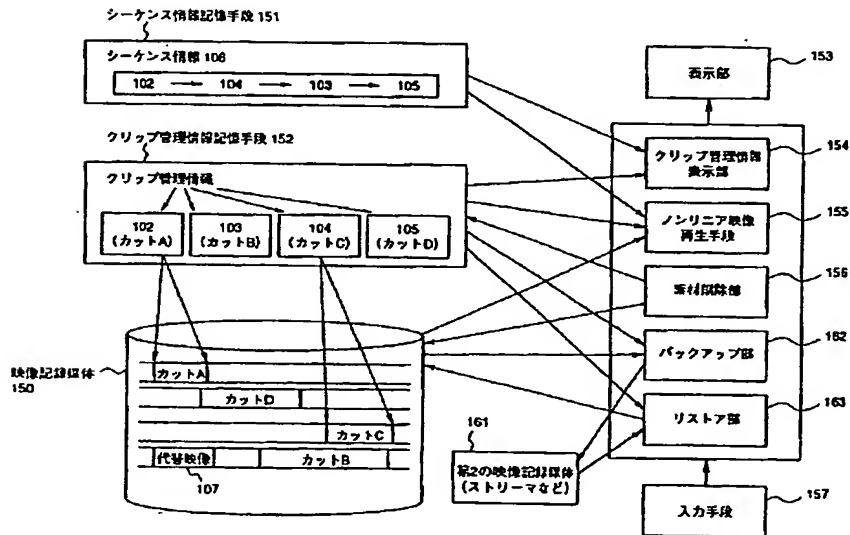 シーケンス情報記憶手段 151
シーケンス情報 106
102 104 103 105
クリップ管理情報記憶手段 152
クリップ管理情報
102
(カットA)
103
(カットB)
104
(カットC)
105
(カットD)
映像記録媒体
150
カットA
カットD
カットC
代替映像
カットB
107
161
第2の映像記録媒体
(ストリーマなど)
表示部
153
クリップ管理情報
表示部
154
ノンリニア映像
再生手段
155
素材削除部
156
バックアップ部
162
リストア部
163
入力手段
157